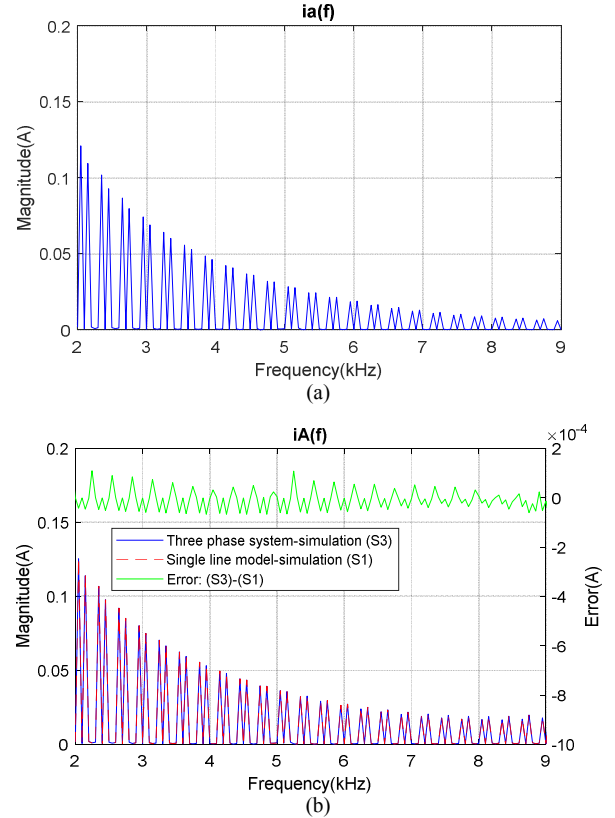 ia(f)
0.2
0.15
0.1
0.05
0
Magnitude(A)
2 3 4 5 6 7 8 9
Frequency(kHz)
(a)
iA(f)
0.2
0.15
0.1
0.05
0
Magnitude(A)
×10⁻⁴
2
0
-2
-4
-6
-8
-10
Error(A)
Three phase system-simulation (S3)
Single line model-simulation (S1)
Error: (S3)-(S1)
2 3 4 5 6 7 8 9
Frequency(kHz)
(b)